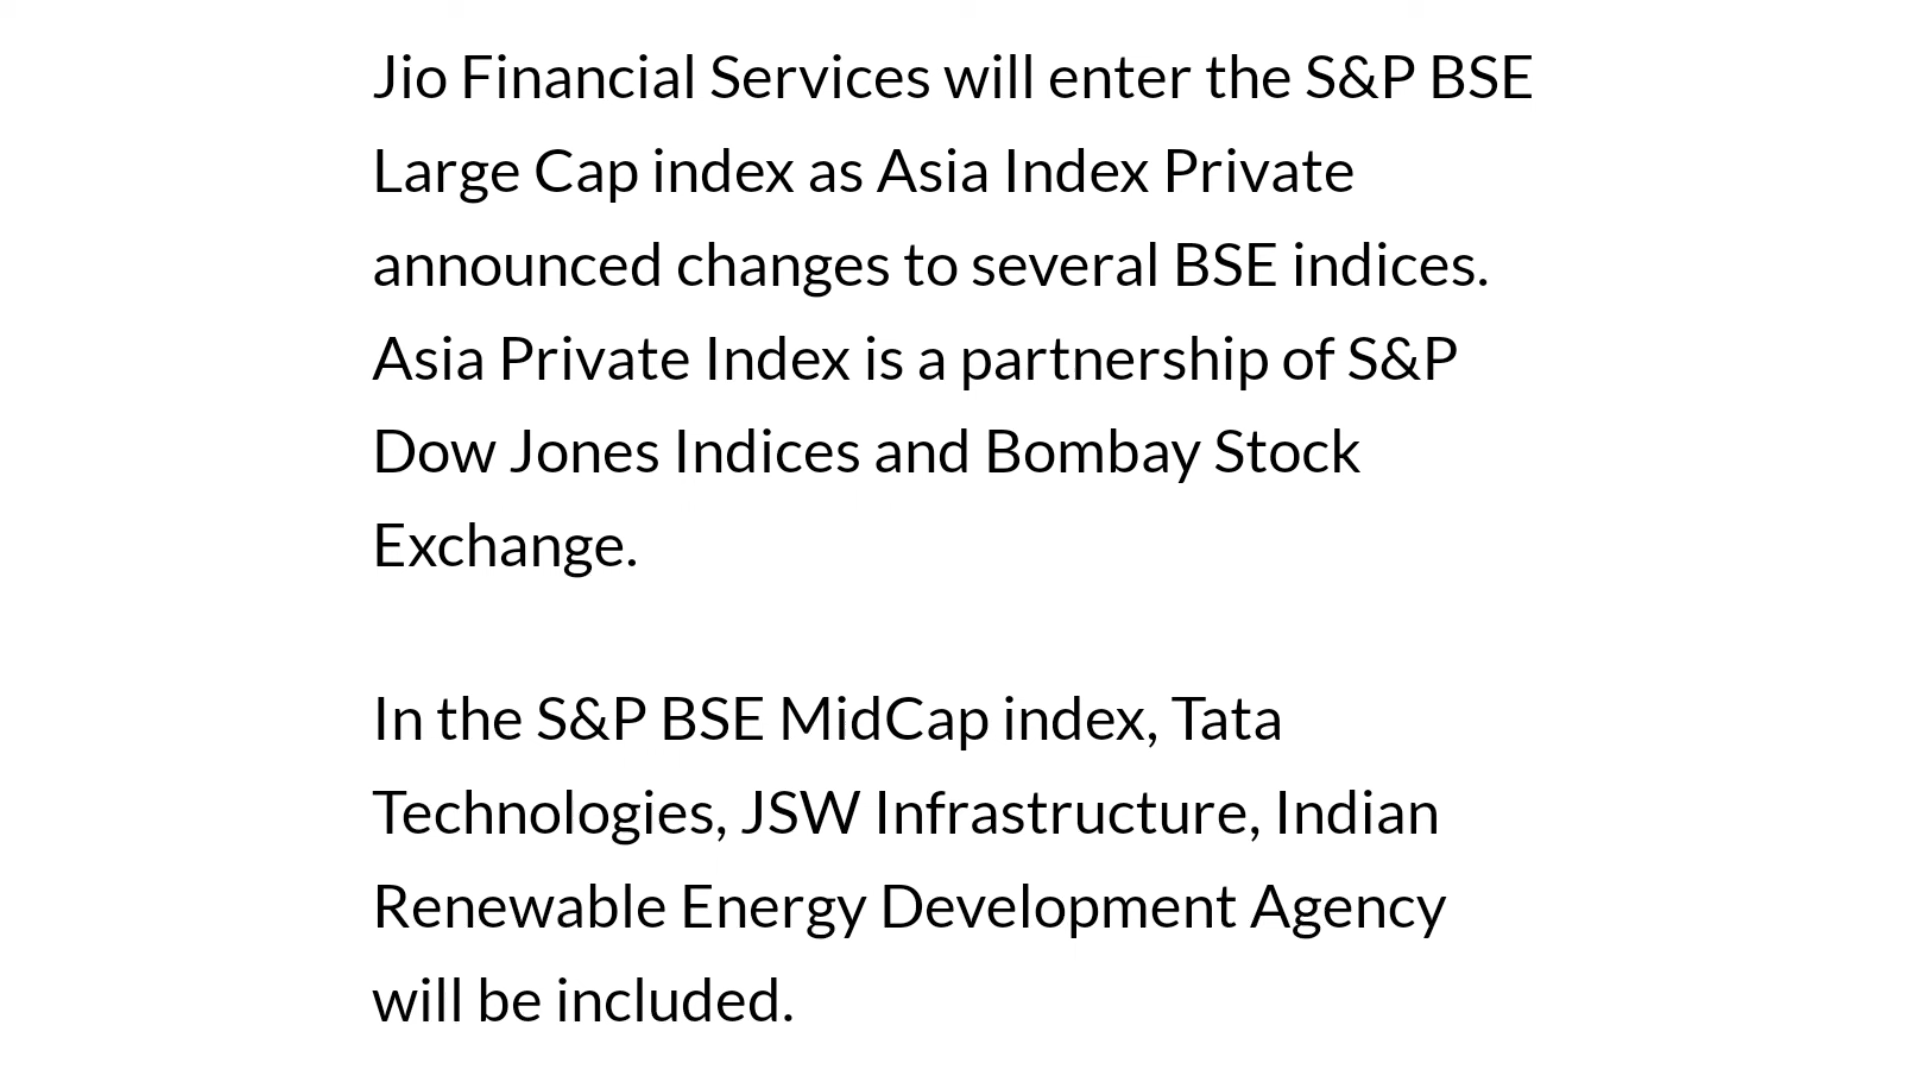 Jio Financial Services will enter the S&P BSE
Large Cap index as Asia Index Private
announced changes to several BSE indices.
Asia Private Index is a partnership of S&P
Dow Jones Indices and Bombay Stock
Exchange.
In the S&P BSE MidCap index, Tata
Technologies, JSW Infrastructure, Indian
Renewable Energy Development Agency
will be included.